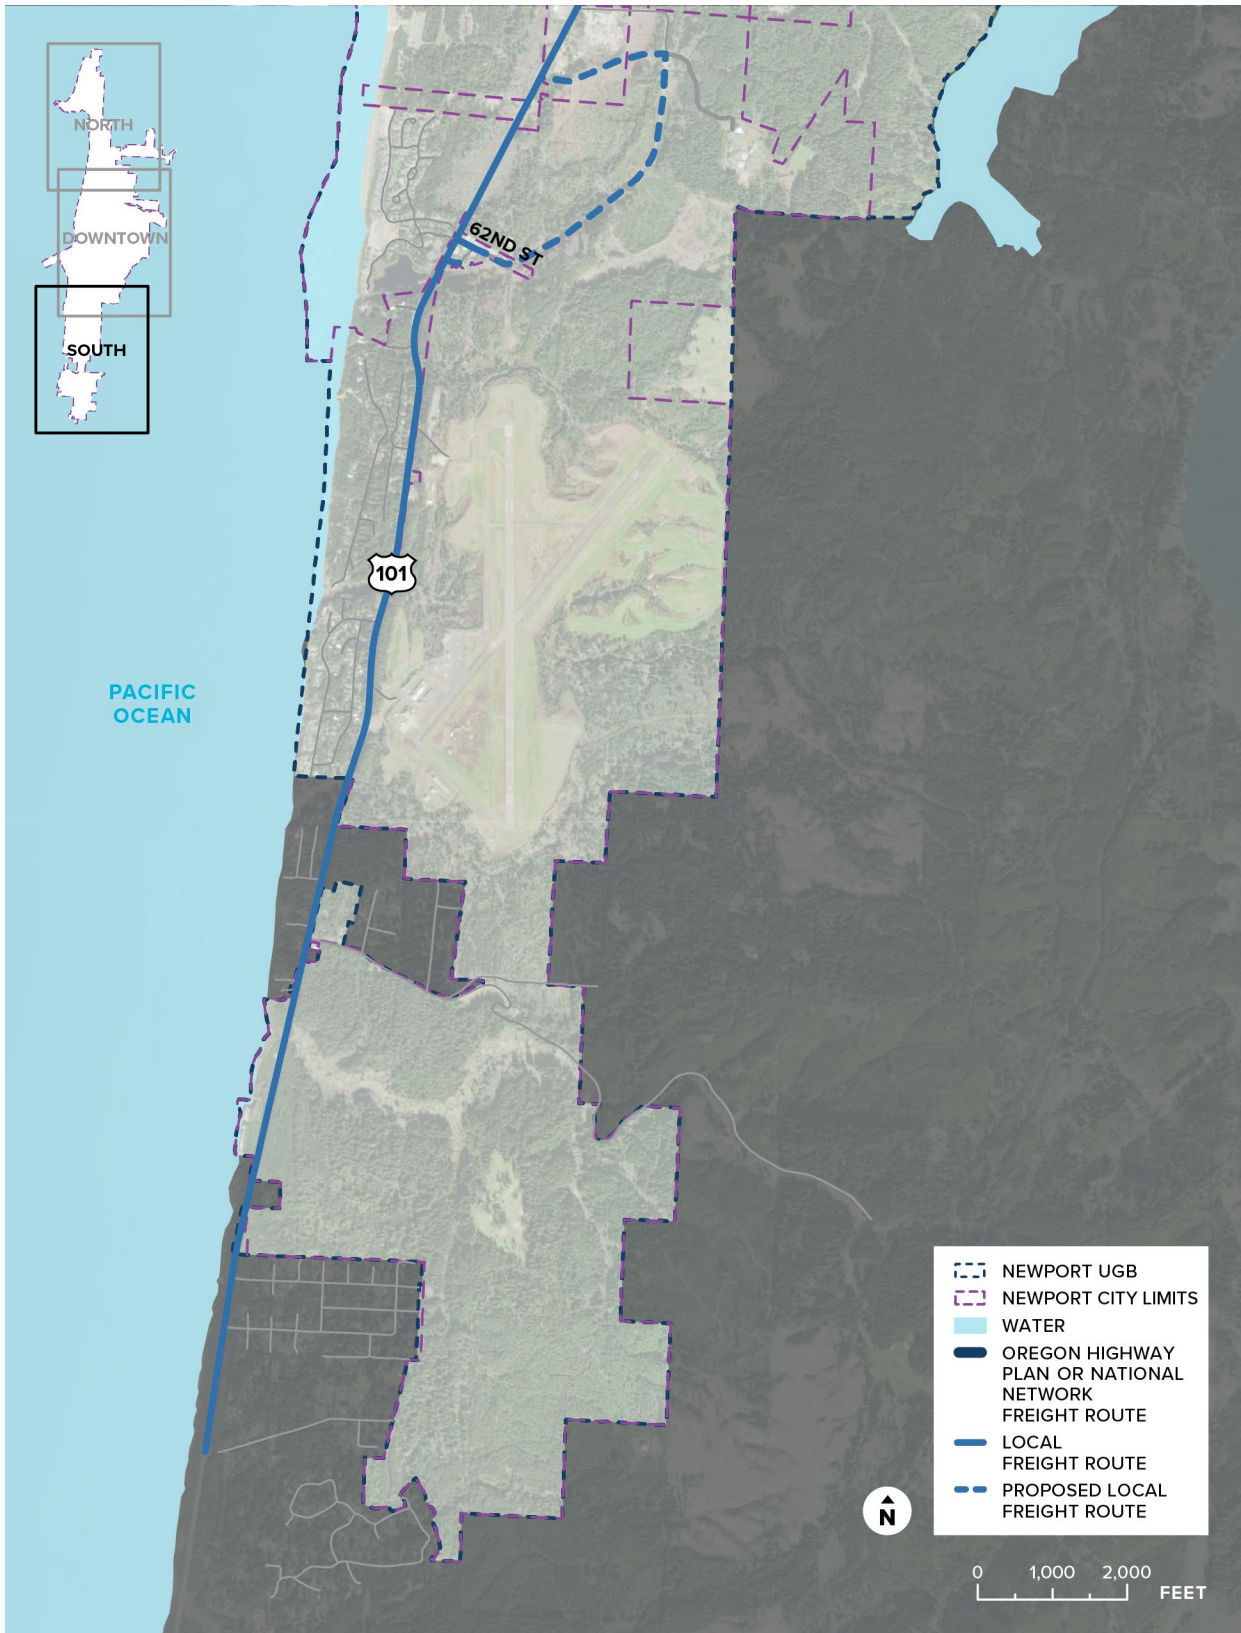 NORTH
DOWNTOWN
SOUTH
62ND ST
101
PACIFIC
OCEAN
NEWPORT UGB
NEWPORT CITY LIMITS
WATER
OREGON HIGHWAY
PLAN OR NATIONAL
NETWORK
FREIGHT ROUTE
LOCAL
FREIGHT ROUTE
PROPOSED LOCAL
FREIGHT ROUTE
N
0 1,000 2,000
FEET